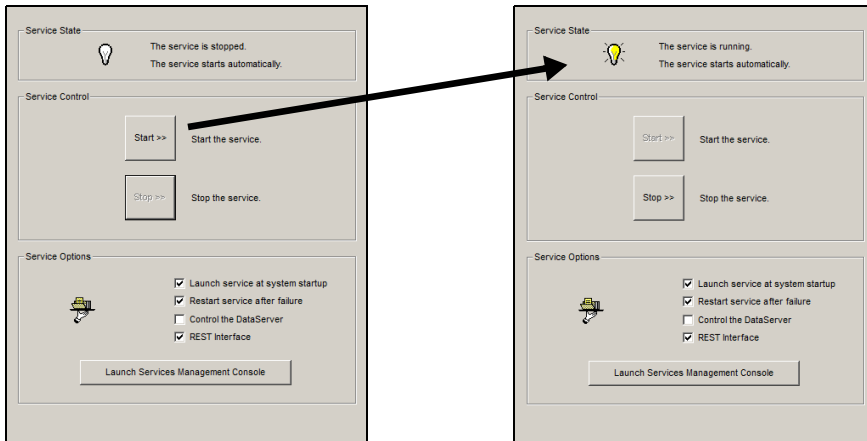 Service State
The service is stopped.
The service starts automatically.
Service Control
Start >>
Start the service.
Stop >>
Stop the service.
Service Options
Launch service at system startup
Restart service after failure
Control the DataServer
REST Interface
Launch Services Management Console
Service State
The service is running.
The service starts automatically.
Service Control
Start >>
Start the service.
Stop >>
Stop the service.
Service Options
Launch service at system startup
Restart service after failure
Control the DataServer
REST Interface
Launch Services Management Console